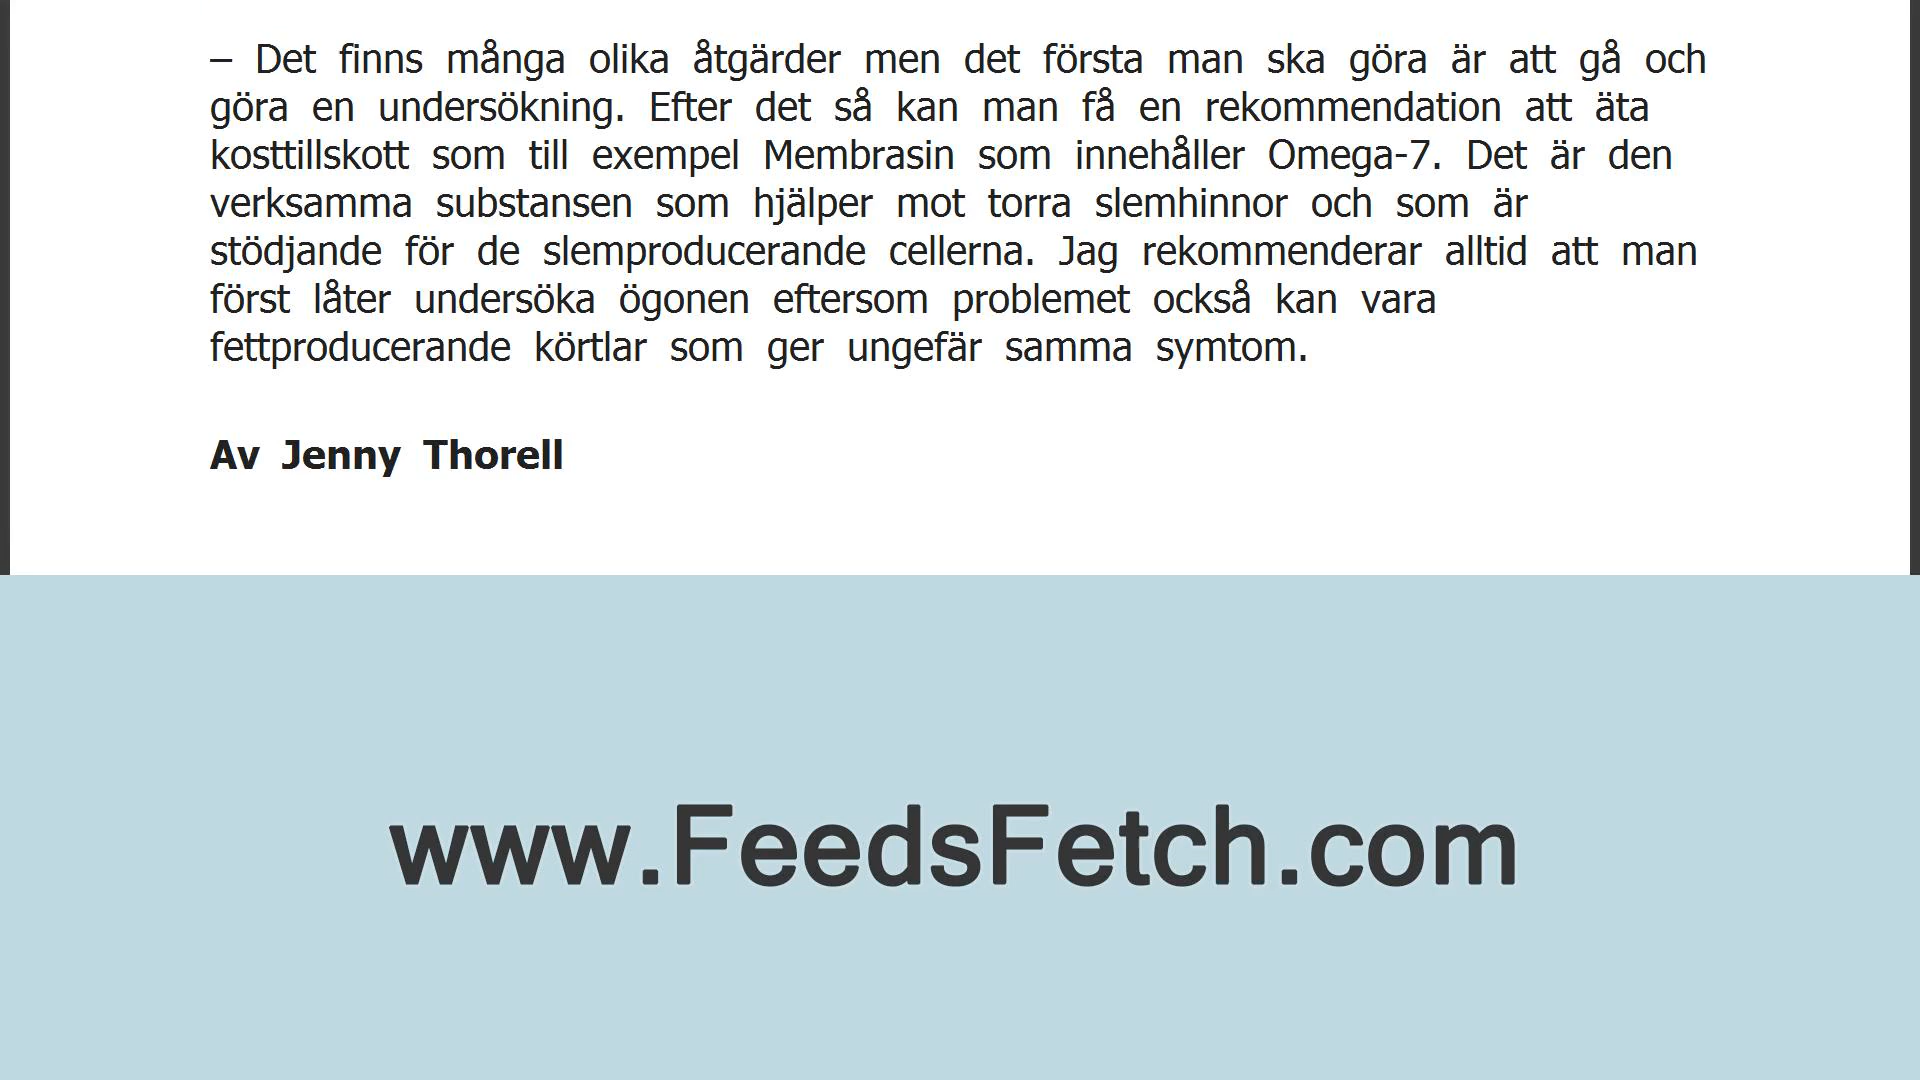 – Det finns många olika åtgärder men det första man ska göra är att gå och
göra en undersökning. Efter det så kan man få en rekommendation att äta
kosttillskott som till exempel Membrasin som innehåller Omega-7. Det är den
verksamma substansen som hjälper mot torra slemhinnor och som är
stödjande för de slemproducerande cellerna. Jag rekommenderar alltid att man
först låter undersöka ögonen eftersom problemet också kan vara
fettproducerande körtlar som ger ungefär samma symtom.
Av Jenny Thorell
www.FeedsFetch.com